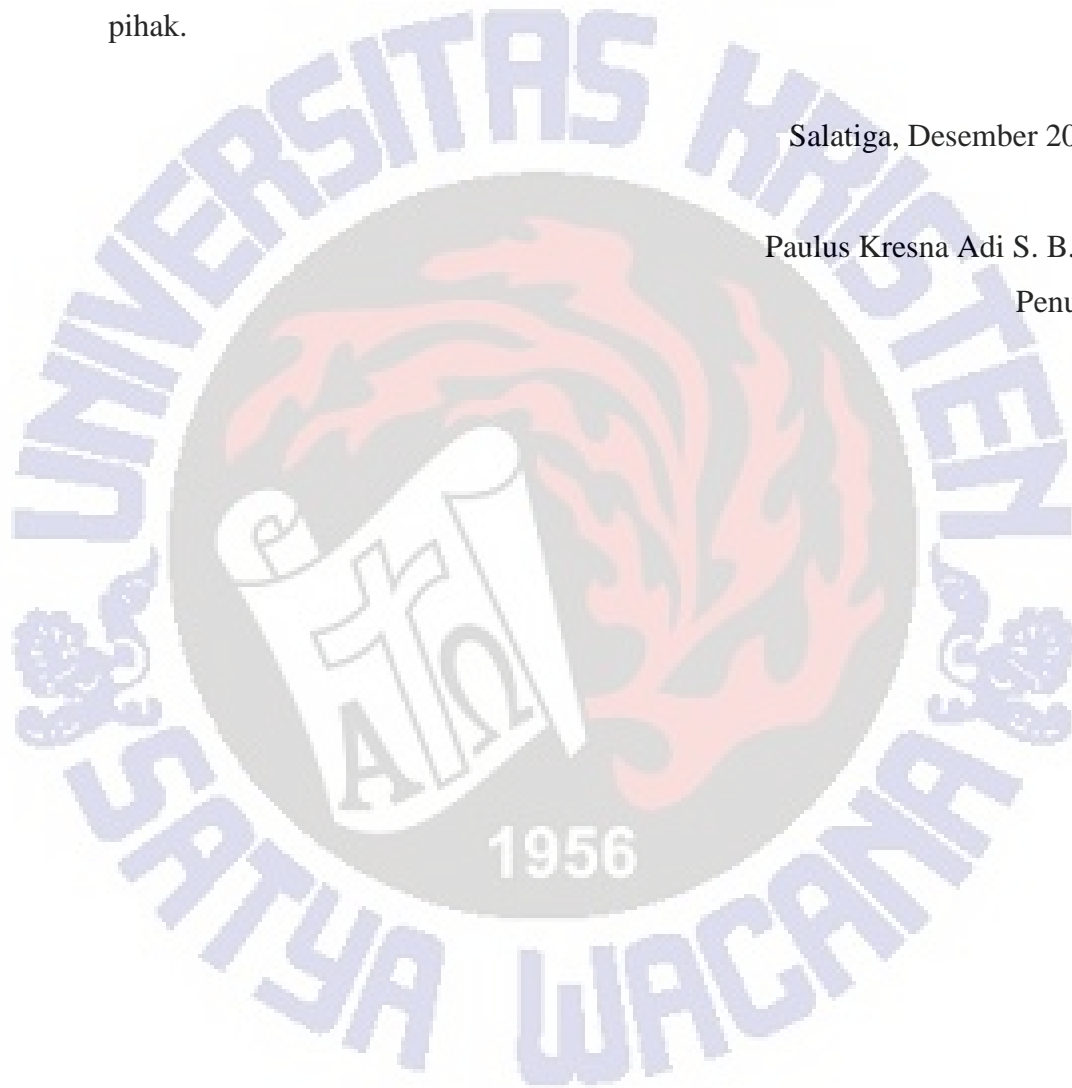 pihak.
Salatiga, Desember 20
Paulus Kresna Adi S. B.
Penu
UNIVERSITAS KRISTEN
Α Ω
1956
SATYA WACANA